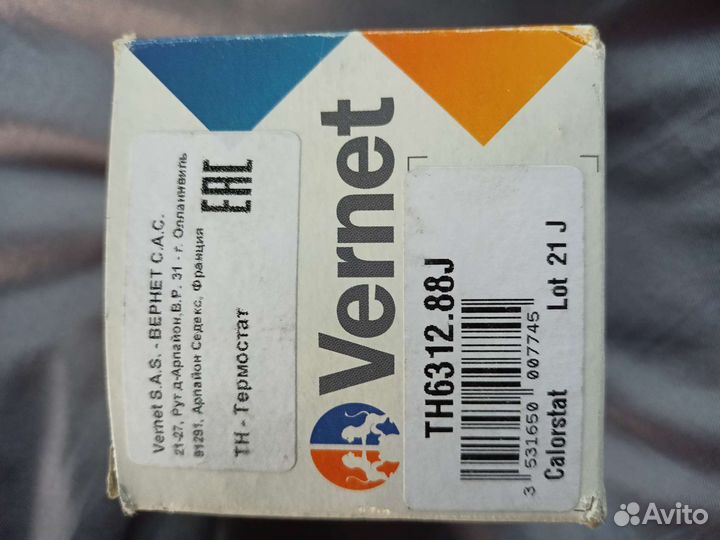 Vernet S.A.S. - ВЕРНЕТ С.А.С.
21-27, Рут д-Арпайон,B.P. 31 - г. Олланнвиль
91291, Арпайон Седекс, Франция
EAC
TH - Термостат
Vernet
TH6312.88J
3 531650 007745
Calorstat
Lot 21 J
Avito